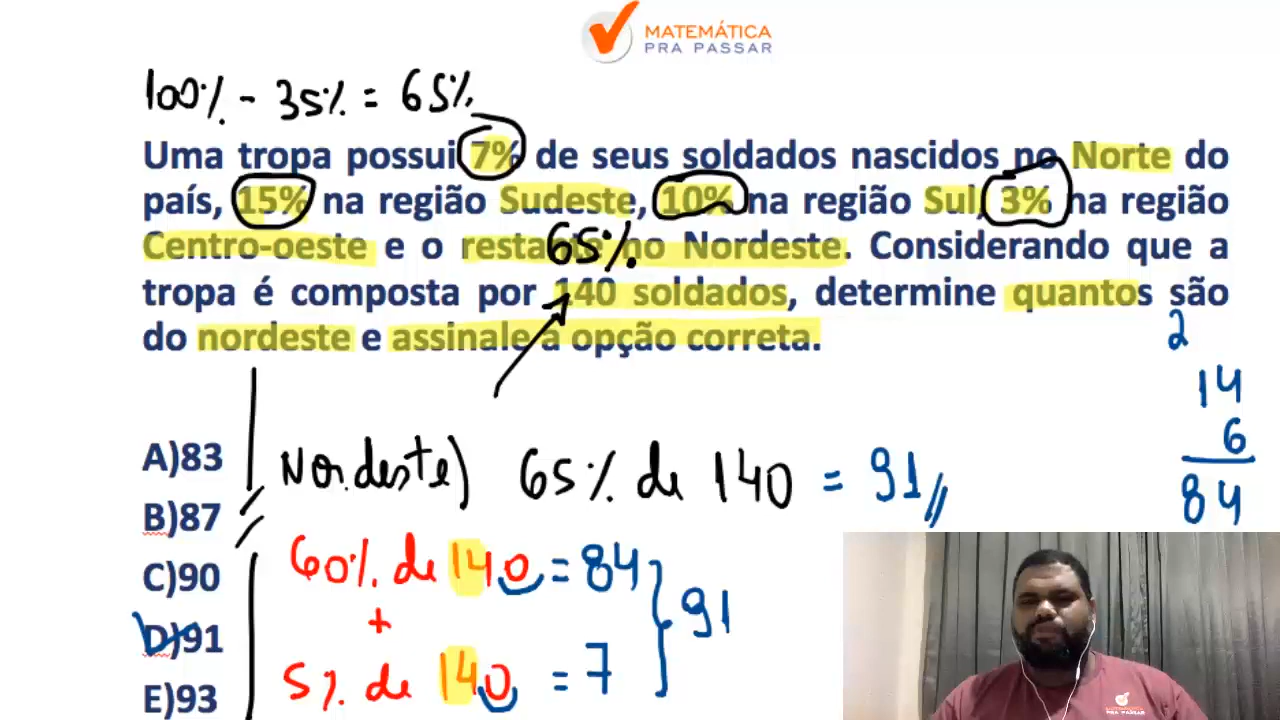 MATEMÁTICA
PRA PASSAR
100% - 35% = 65%
Uma tropa possui 7% de seus soldados nascidos no Norte do
país, 15% na região Sudeste, 10% na região Sul, 3% na região
65%
Centro-oeste e o restante no Nordeste. Considerando que a
tropa é composta por 140 soldados, determine quantos são
do nordeste e assinale a opção correta.
2
14
6
84
A)83
B)87
C)90
D)91
E)93
Nordeste) 65% de 140 = 91
60% de 140 = 84
+
5% de 140 = 7
91
MATEMÁTICA
PRA PASSAR